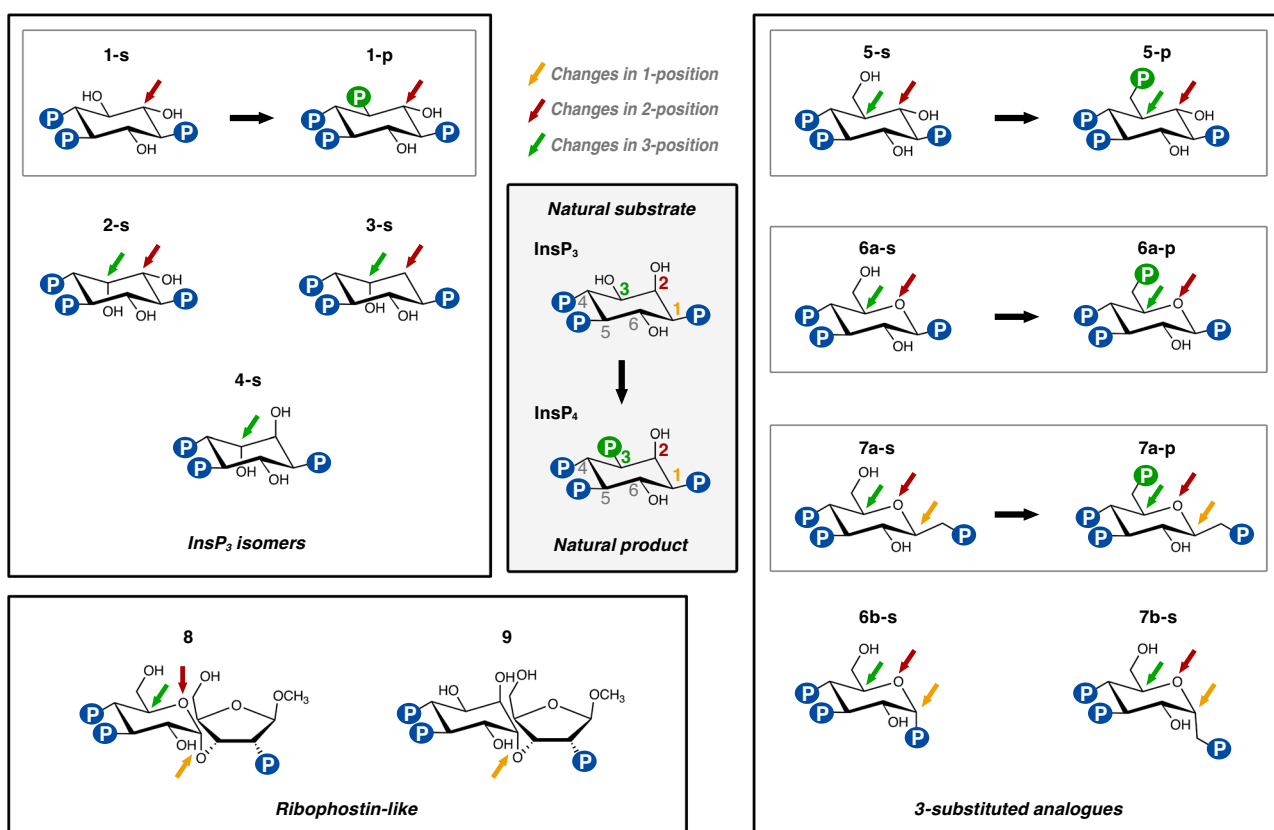 1-s
1-p
HO
OH
OH
P
P
P
P
OH
OH
P
P
P
2-s
3-s
OH
OH
OH
P
P
P
OH
OH
P
P
P
4-s
OH
OH
OH
P
P
P
InsP3 isomers
Changes in 1-position
Changes in 2-position
Changes in 3-position
Natural substrate
InsP3
OH
HO
2
3
1
4
P
P
5
6
OH
P
InsP4
OH
P
2
3
1
4
P
P
5
6
OH
P
Natural product
5-s
5-p
OH
OH
OH
P
P
P
P
OH
OH
P
P
P
6a-s
6a-p
OH
O
OH
P
P
P
P
O
OH
P
P
P
7a-s
7a-p
OH
O
OH
P
P
P
P
O
OH
P
P
P
6b-s
7b-s
OH
O
OH
P
P
P
OH
O
OH
P
P
P
3-substituted analogues
8
9
OH
HO
O
O
OCH3
OH
O
P
P
P
HO
OH
OH
O
OCH3
OH
O
P
P
P
Ribophostin-like